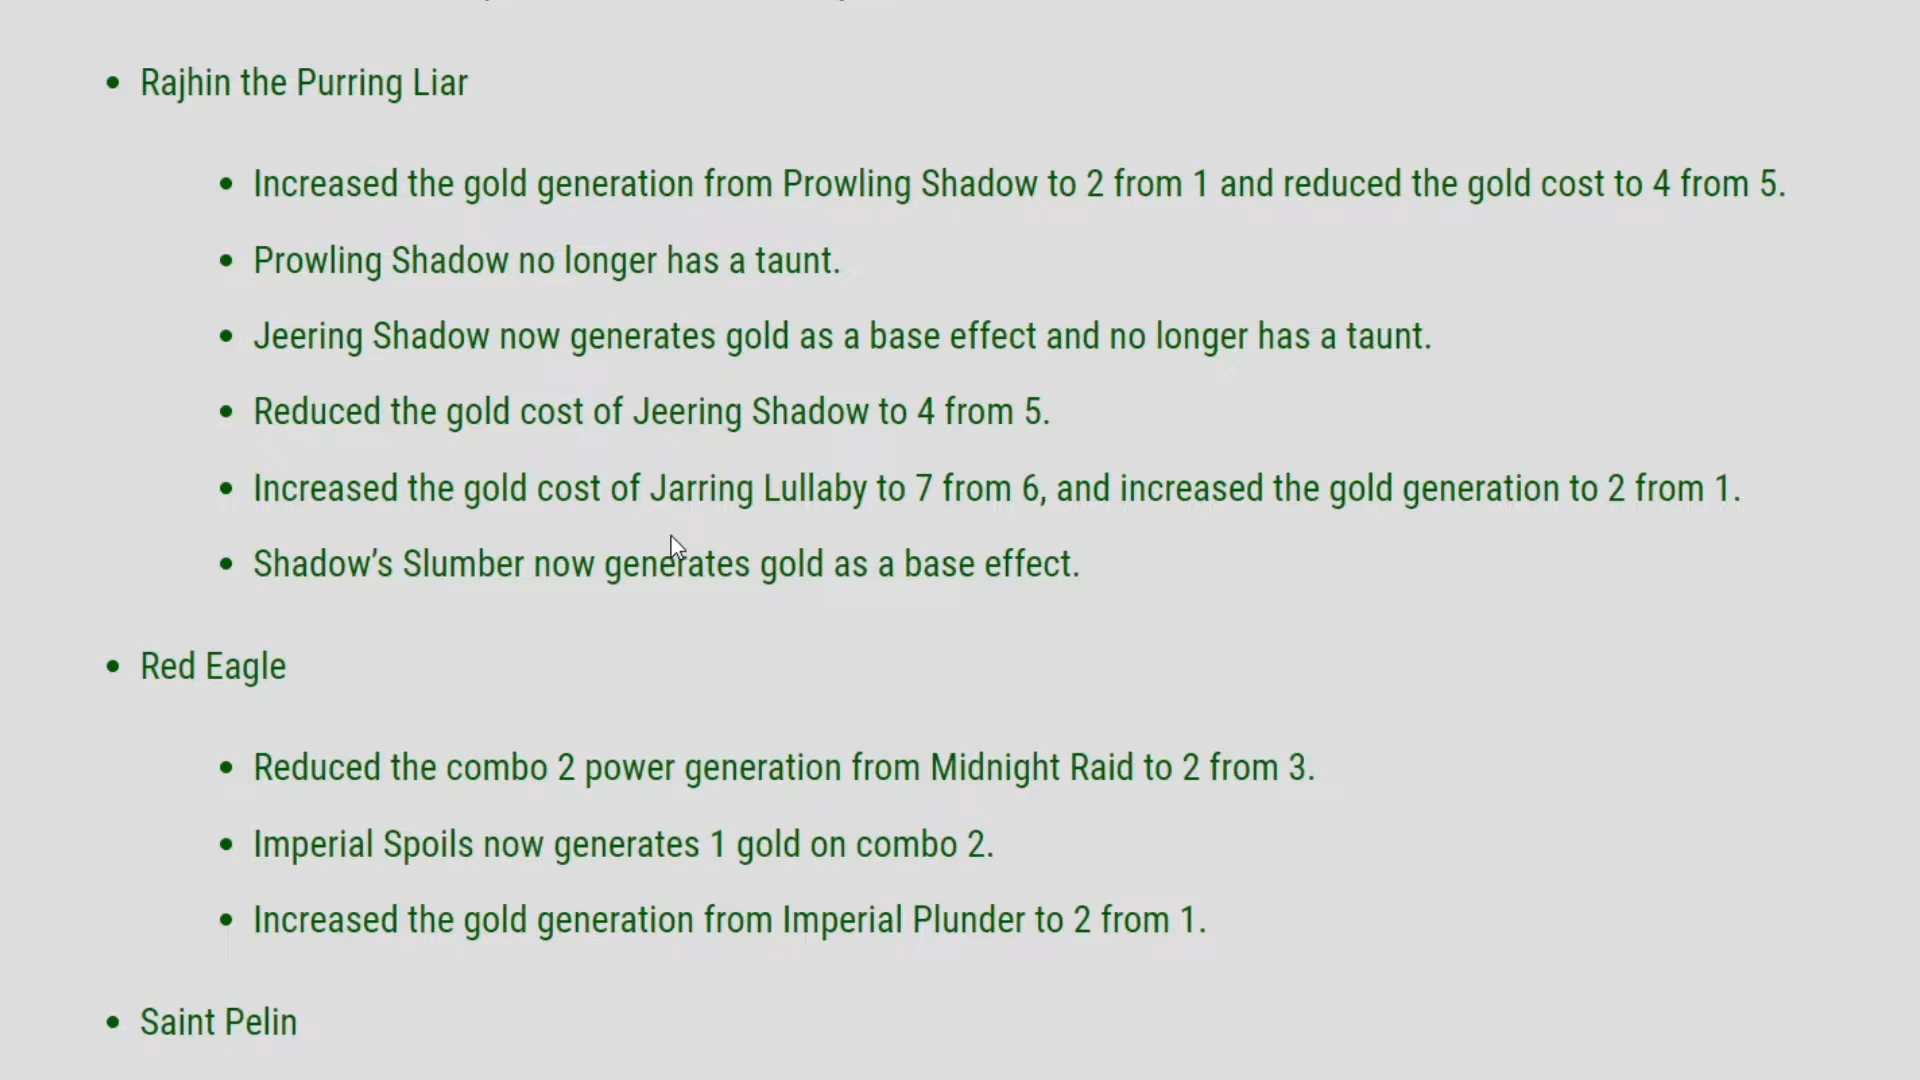 Rajhin the Purring Liar
Increased the gold generation from Prowling Shadow to 2 from 1 and reduced the gold cost to 4 from 5.
Prowling Shadow no longer has a taunt.
Jeering Shadow now generates gold as a base effect and no longer has a taunt.
Reduced the gold cost of Jeering Shadow to 4 from 5.
Increased the gold cost of Jarring Lullaby to 7 from 6, and increased the gold generation to 2 from 1.
Shadow’s Slumber now generates gold as a base effect.
Red Eagle
Reduced the combo 2 power generation from Midnight Raid to 2 from 3.
Imperial Spoils now generates 1 gold on combo 2.
Increased the gold generation from Imperial Plunder to 2 from 1.
Saint Pelin